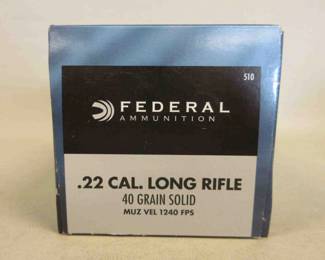 510
FEDERAL
AMMUNITION
.22 CAL. LONG RIFLE
40 GRAIN SOLID
MUZ VEL 1240 FPS